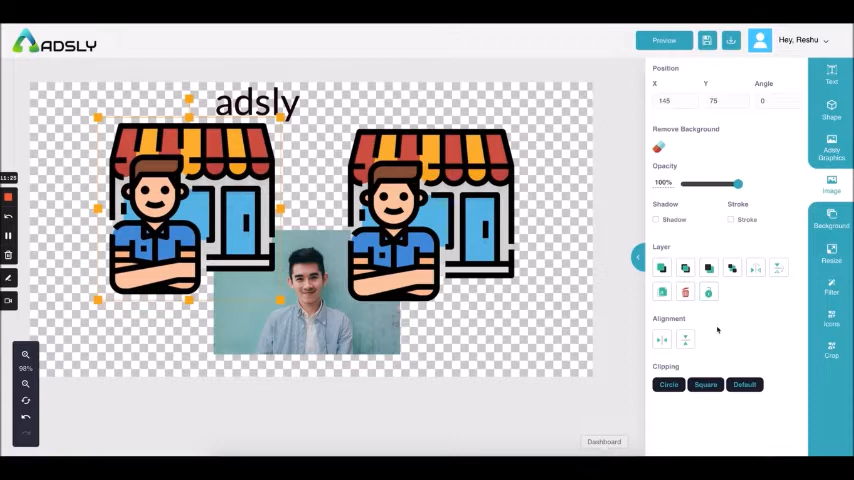 ADSLY
Preview
Hey, Reshu
adsly
Position
X
Y
Angle
145
75
0
Remove Background
Opacity
100%
Shadow
Stroke
Shadow
Stroke
Layer
Alignment
Clipping
Circle
Square
Default
Text
Shape
Adsly
Graphics
Image
Background
Resize
Filter
Icons
Crop
11:25
98%
Dashboard